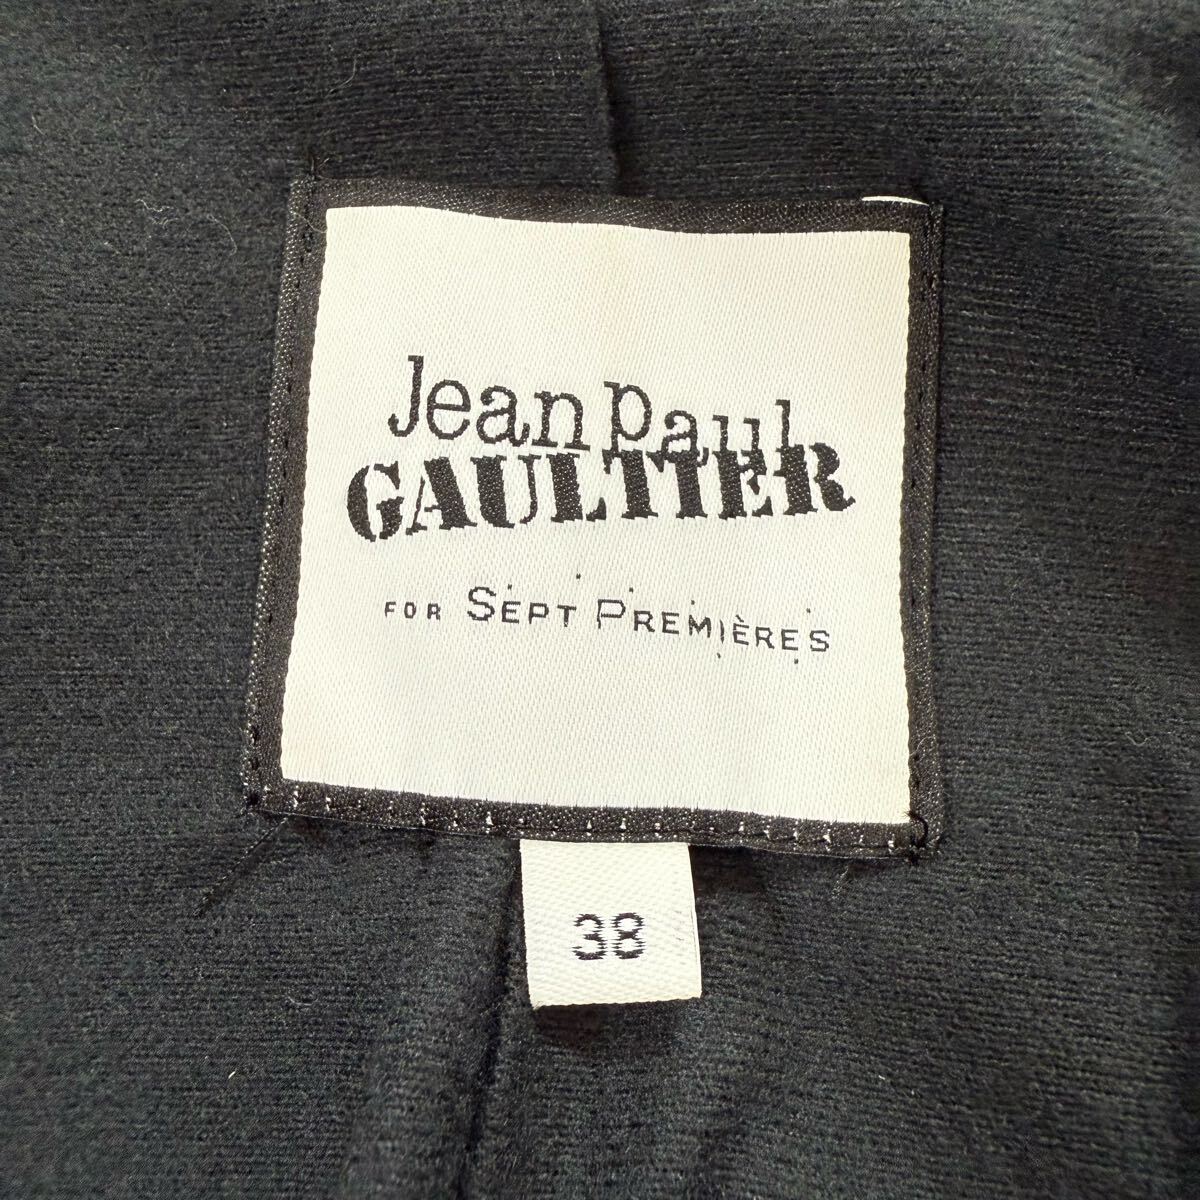 Jean Paul
GAULTIER
FOR SEPT PREMIÈRES
38